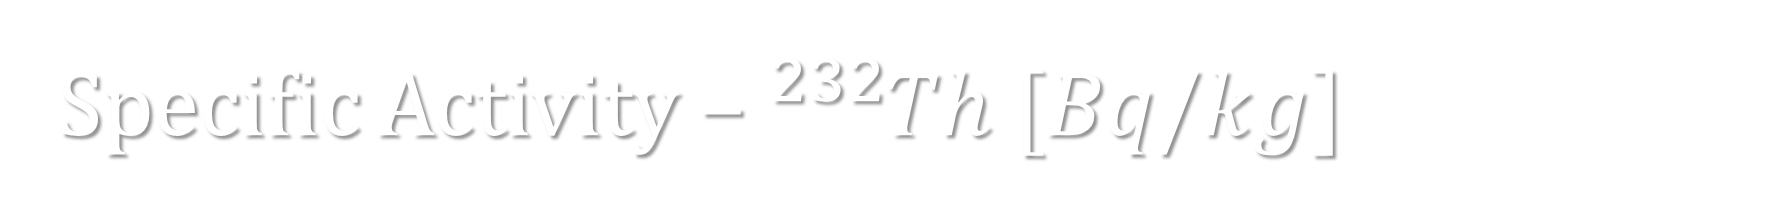 Specific Activity – ²³²Th [Bq/kg]